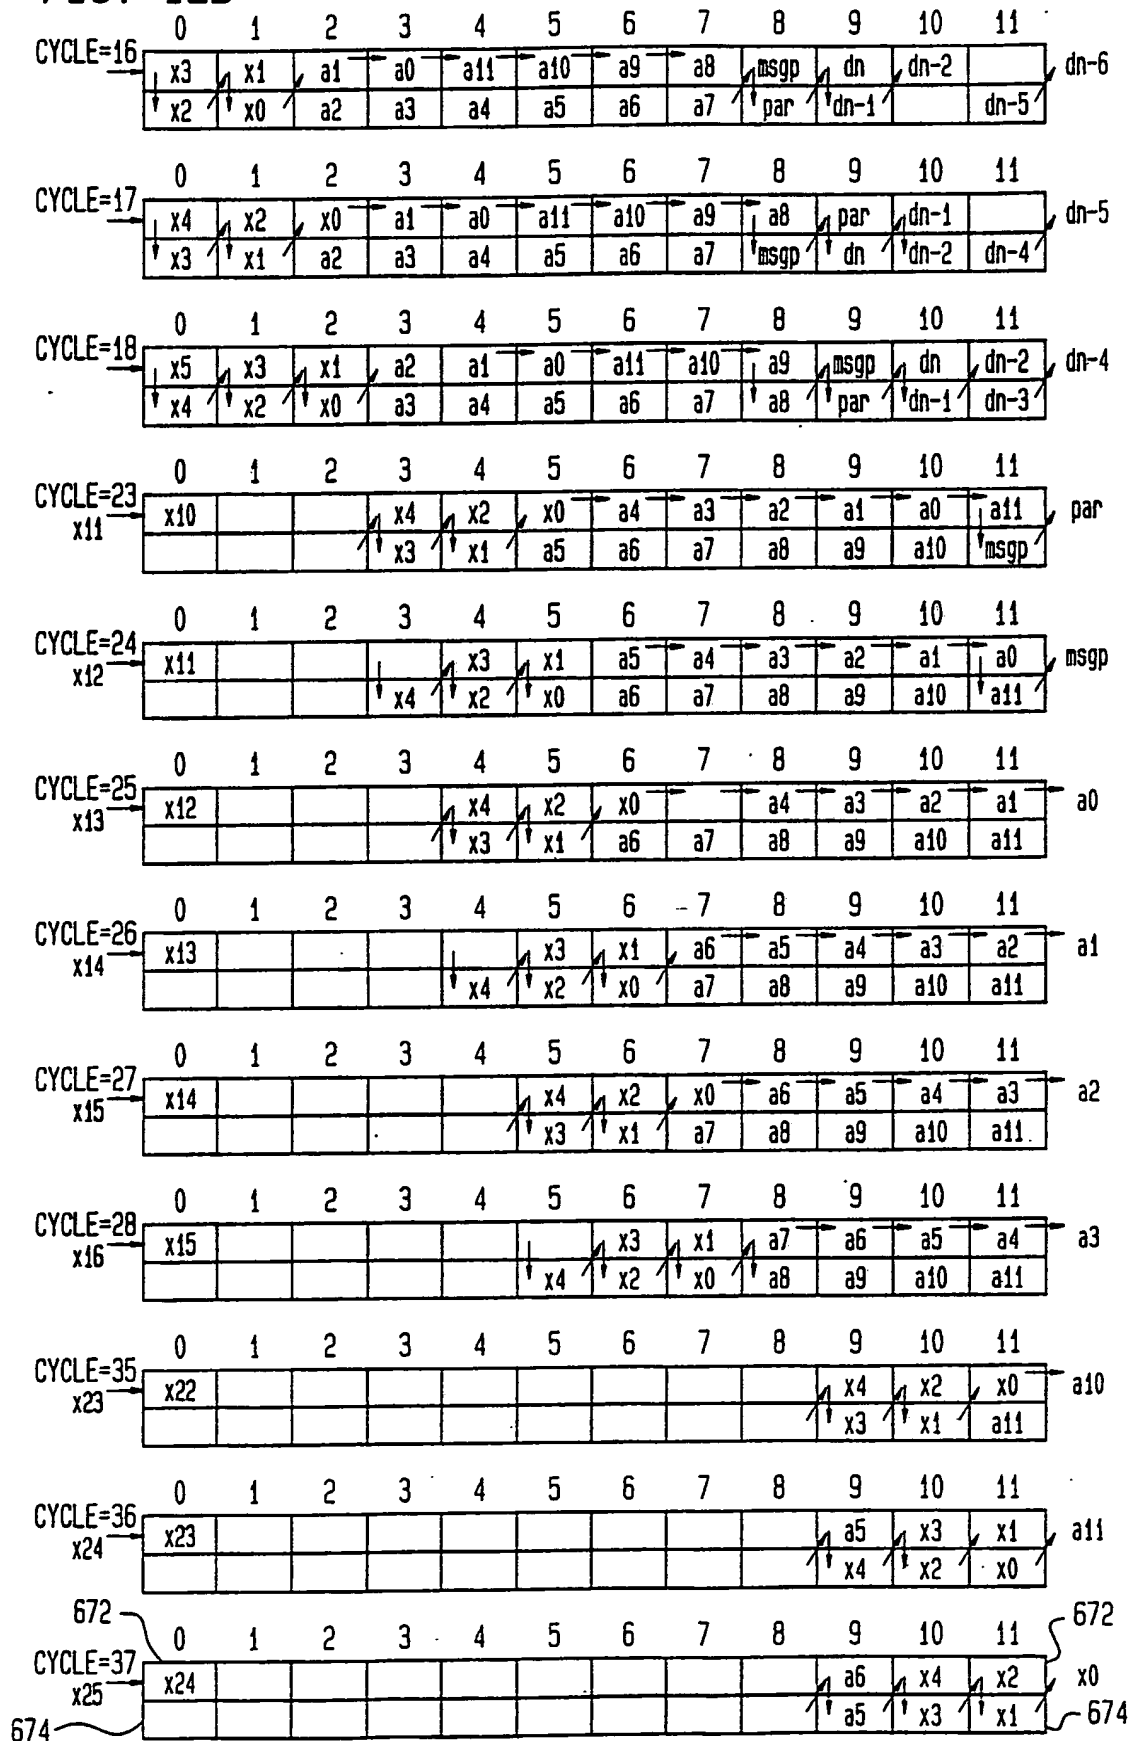 0 1 2 3 4 5 6 7 8 9 10 11
CYCLE=16
x3 x1 a1 a0 a11 a10 a9 a8 msgp dn dn-2 dn-6
x2 x0 a2 a3 a4 a5 a6 a7 par dn-1 dn-5
0 1 2 3 4 5 6 7 8 9 10 11
CYCLE=17
x4 x2 x0 a1 a0 a11 a10 a9 a8 par dn-1 dn-5
x3 x1 a2 a3 a4 a5 a6 a7 msgp dn dn-2 dn-4
0 1 2 3 4 5 6 7 8 9 10 11
CYCLE=18
x5 x3 x1 a2 a1 a0 a11 a10 a9 msgp dn dn-2 dn-4
x4 x2 x0 a3 a4 a5 a6 a7 a8 par dn-1 dn-3
0 1 2 3 4 5 6 7 8 9 10 11
CYCLE=23
x11 x10 x4 x2 x0 a4 a3 a2 a1 a0 a11 par
x3 x1 a5 a6 a7 a8 a9 a10 msgp
0 1 2 3 4 5 6 7 8 9 10 11
CYCLE=24
x12 x11 x3 x1 a5 a4 a3 a2 a1 a0 msgp
x4 x2 x0 a6 a7 a8 a9 a10 a11
0 1 2 3 4 5 6 7 8 9 10 11
CYCLE=25
x13 x12 x4 x2 x0 a4 a3 a2 a1 a0
x3 x1 a6 a7 a8 a9 a10 a11
0 1 2 3 4 5 6 7 8 9 10 11
CYCLE=26
x14 x13 x3 x1 a6 a5 a4 a3 a2 a1
x4 x2 x0 a7 a8 a9 a10 a11
0 1 2 3 4 5 6 7 8 9 10 11
CYCLE=27
x15 x14 x4 x2 x0 a6 a5 a4 a3 a2
x3 x1 a7 a8 a9 a10 a11
0 1 2 3 4 5 6 7 8 9 10 11
CYCLE=28
x16 x15 x3 x1 a7 a6 a5 a4 a3
x4 x2 x0 a8 a9 a10 a11
0 1 2 3 4 5 6 7 8 9 10 11
CYCLE=35
x23 x22 x4 x2 x0 a10
x3 x1 a11
0 1 2 3 4 5 6 7 8 9 10 11
CYCLE=36
x24 x23 a5 x3 x1 a11
x4 x2 x0
672 672
0 1 2 3 4 5 6 7 8 9 10 11
CYCLE=37
x25 x24 a6 x4 x2 x0
a5 x3 x1
674 674